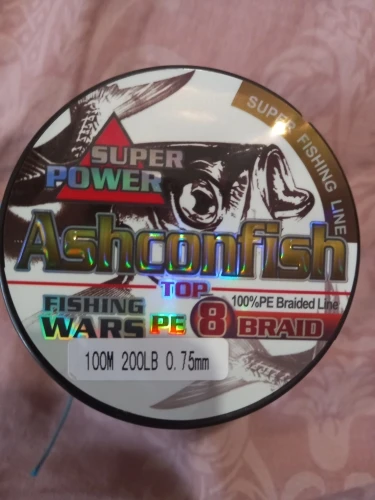 SUPER FISHING LINE
SUPER
POWER
Ashconfish
TOP
FISHING
WARS PE 8 BRAID
100%PE Braided Line
100M 200LB 0.75mm